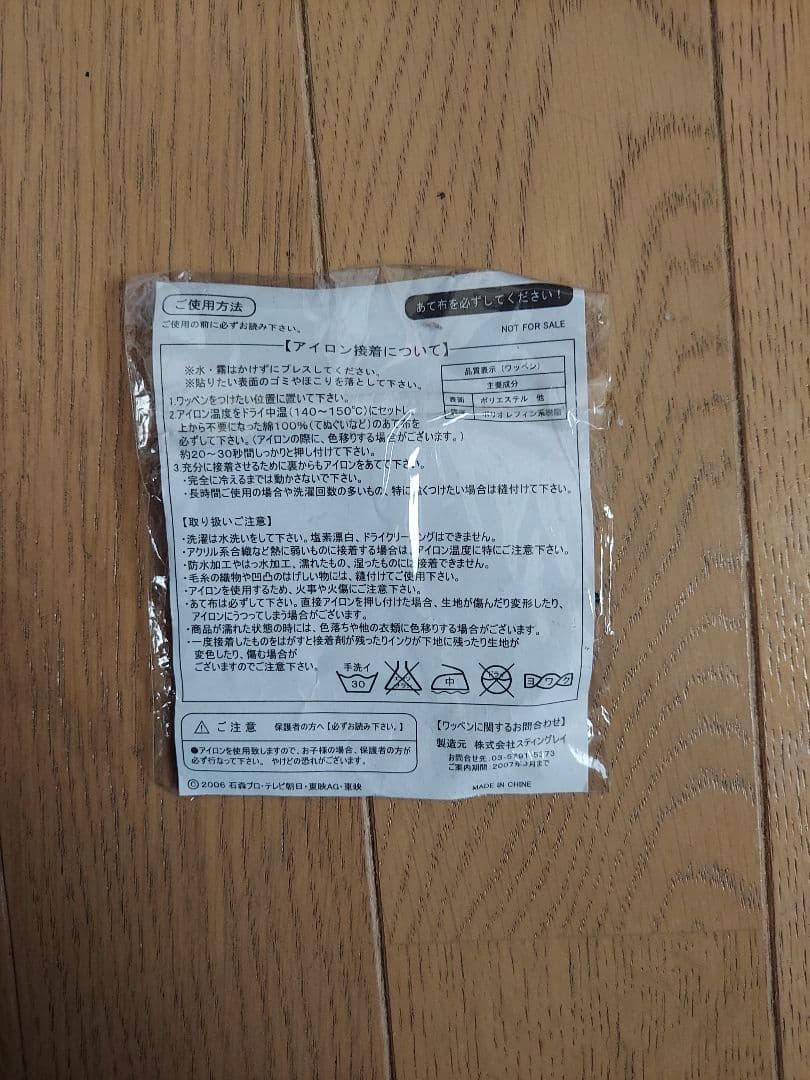 ご使用方法
あて布を必ずしてください！
ご使用の前に必ずお読み下さい。
NOT FOR SALE
【アイロン接着について】
※水・霧はかけずにプレスしてください。
※貼りたい表面のゴミやほこりを落として下さい。
品質表示（ワッペン）
主要成分
表面 ポリエステル 他
ポリオレフィン系樹脂
1.ワッペンをつけたい位置に置いて下さい。
2.アイロン温度をドライ中温（140～150℃）にセットし
上から不要になった綿100％（てぬぐいなど）のあて布を
必ずして下さい。（アイロンの際に、色移りする場合がございます。）
約20～30秒間しっかりと押し付けて下さい。
3.充分に接着させるために裏からもアイロンをあてて下さい。
・完全に冷えるまでは動かさないで下さい。
・長時間ご使用の場合や洗濯回数の多いもの、特に強くつけたい場合は縫付けて下さい。
【取り扱いご注意】
・洗濯は水洗いをして下さい。塩素漂白、ドライクリーニングはできません。
・アクリル系合繊など熱に弱いものに接着する場合は、アイロン温度に特にご注意下さい。
・防水加工やはっ水加工、濡れたもの、湿ったものには接着できません。
・毛糸の織物や凹凸のはげしい物には、縫付けてご使用下さい。
・アイロンを使用するため、火事や火傷にご注意下さい。
・あて布は必ずして下さい。直接アイロンを押し付けた場合、生地が傷んだり変形したり、
アイロンにうつってしまう場合がございます。
・商品が濡れた状態の時には、色落ちや他の衣類に色移りする場合がございます。
・一度接着したものをはがすと接着剤が残ったりインクが下地に残ったり生地が
変色したり、傷む場合が
ございますのでご注意下さい。
手洗イ
30
中
ヨワク
ご注意 保護者の方へ【必ずお読み下さい。】
●アイロンを使用致しますので、お子様の場合、保護者の方が
必ず行なって下さい。 やけどの恐れがございます。
【ワッペンに関するお問合わせ】
製造元 株式会社スティングレイ
お問合せ先:03-5791-5373
ご案内期間:2007年月まで
©2006 石森プロ・テレビ朝日・東映AG・東映
MADE IN CHINE